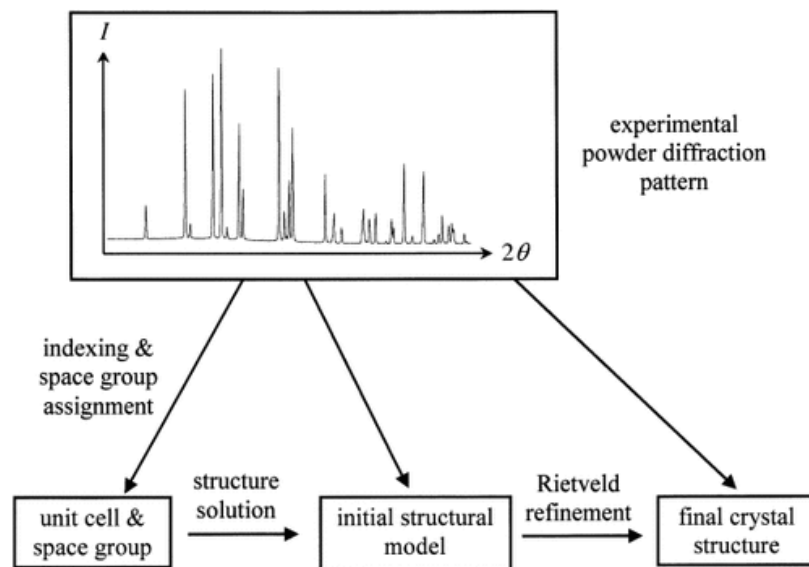 I
2θ
experimental
powder diffraction
pattern
indexing &
space group
assignment
structure
solution
Rietveld
refinement
unit cell &
space group
initial structural
model
final crystal
structure